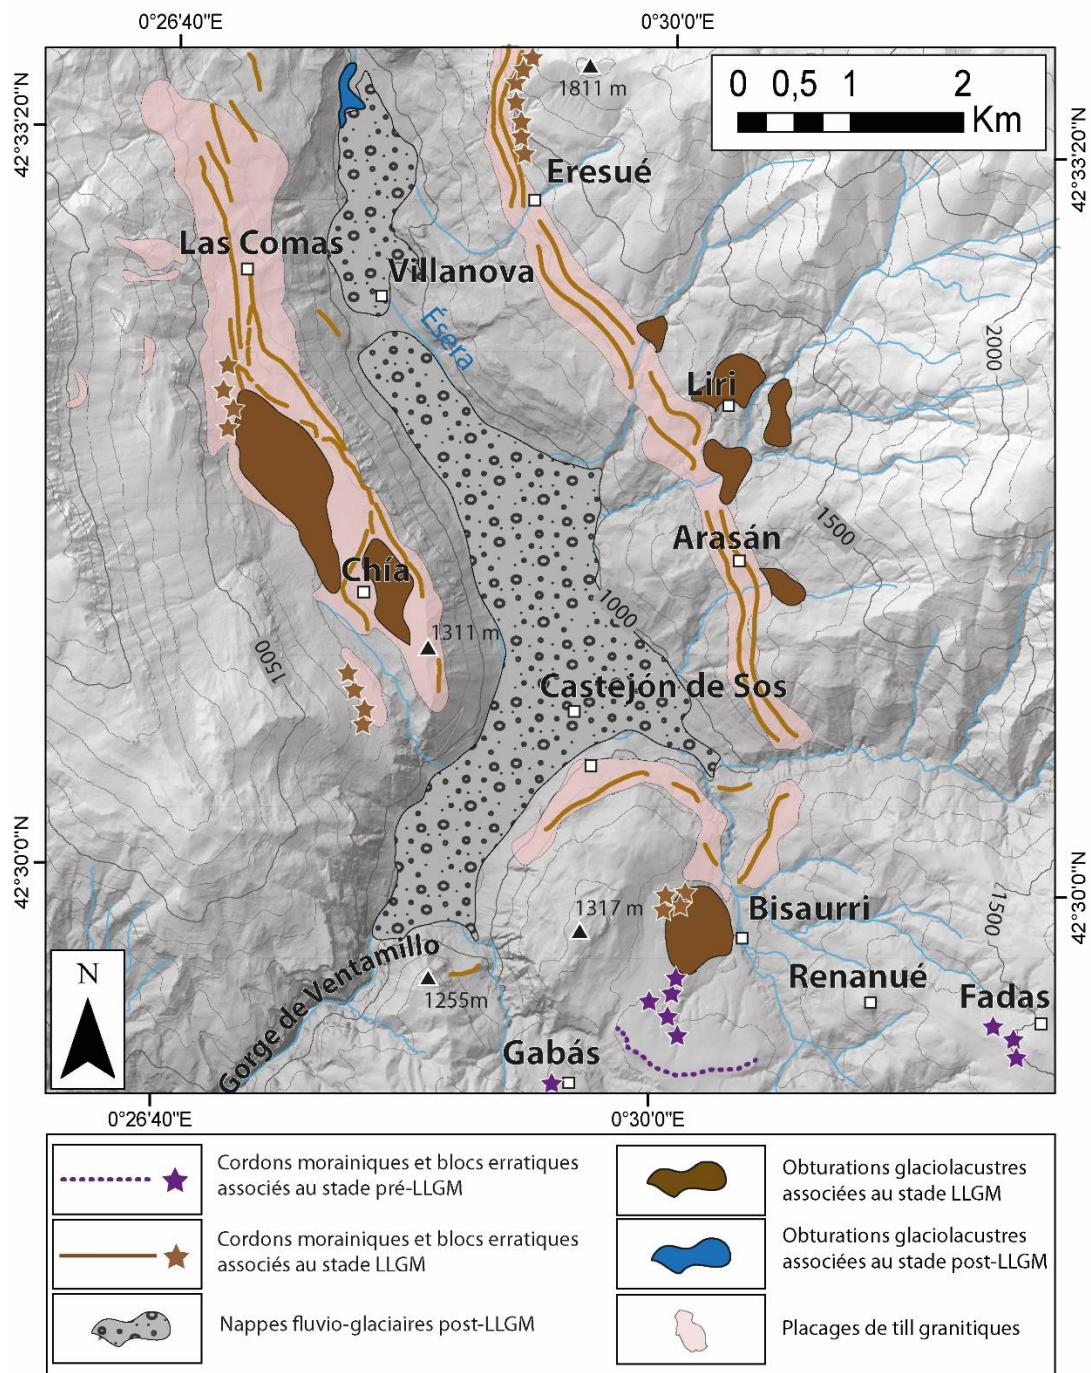 0°26'40"E
0°30'0"E
42°33'20"N
42°33'20"N
1811 m
0 0,5 1 2
Km
Eresué
Las Comas
Villanova
Ésera
2000
Liri
1500
Arasán
Chía
1000
1311 m
1500
Castejón de Sos
42°30'0"N
42°30'0"N
1317 m
1500
Bisaurri
N
Gorge de Ventamillo
1255m
Renanué
Fadas
Gabás
0°26'40"E
0°30'0"E
Cordons morainiques et blocs erratiques
associés au stade pré-LLGM
Obturations glaciolacustres
associées au stade LLGM
Cordons morainiques et blocs erratiques
associés au stade LLGM
Obturations glaciolacustres
associées au stade post-LLGM
Nappes fluvio-glaciaires post-LLGM
Placages de till granitiques